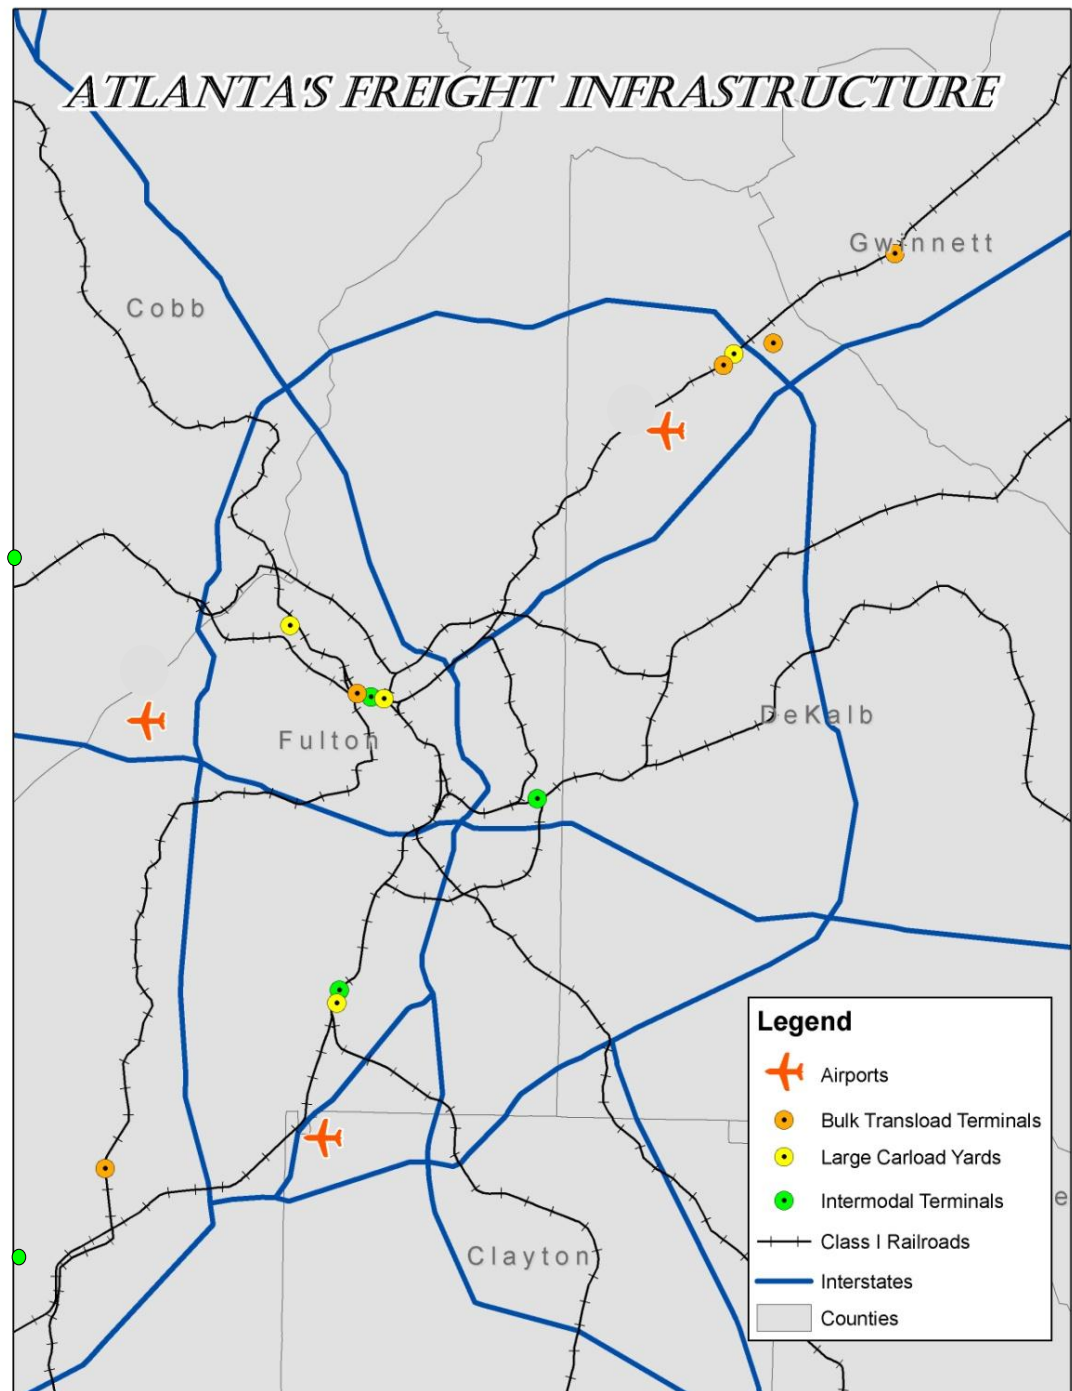 ATLANTA'S FREIGHT INFRASTRUCTURE
Gwinnett
Cobb
DeKalb
Fulton
Legend
Airports
Bulk Transload Terminals
Large Carload Yards
Intermodal Terminals
e
Class I Railroads
Clayton
Interstates
Counties